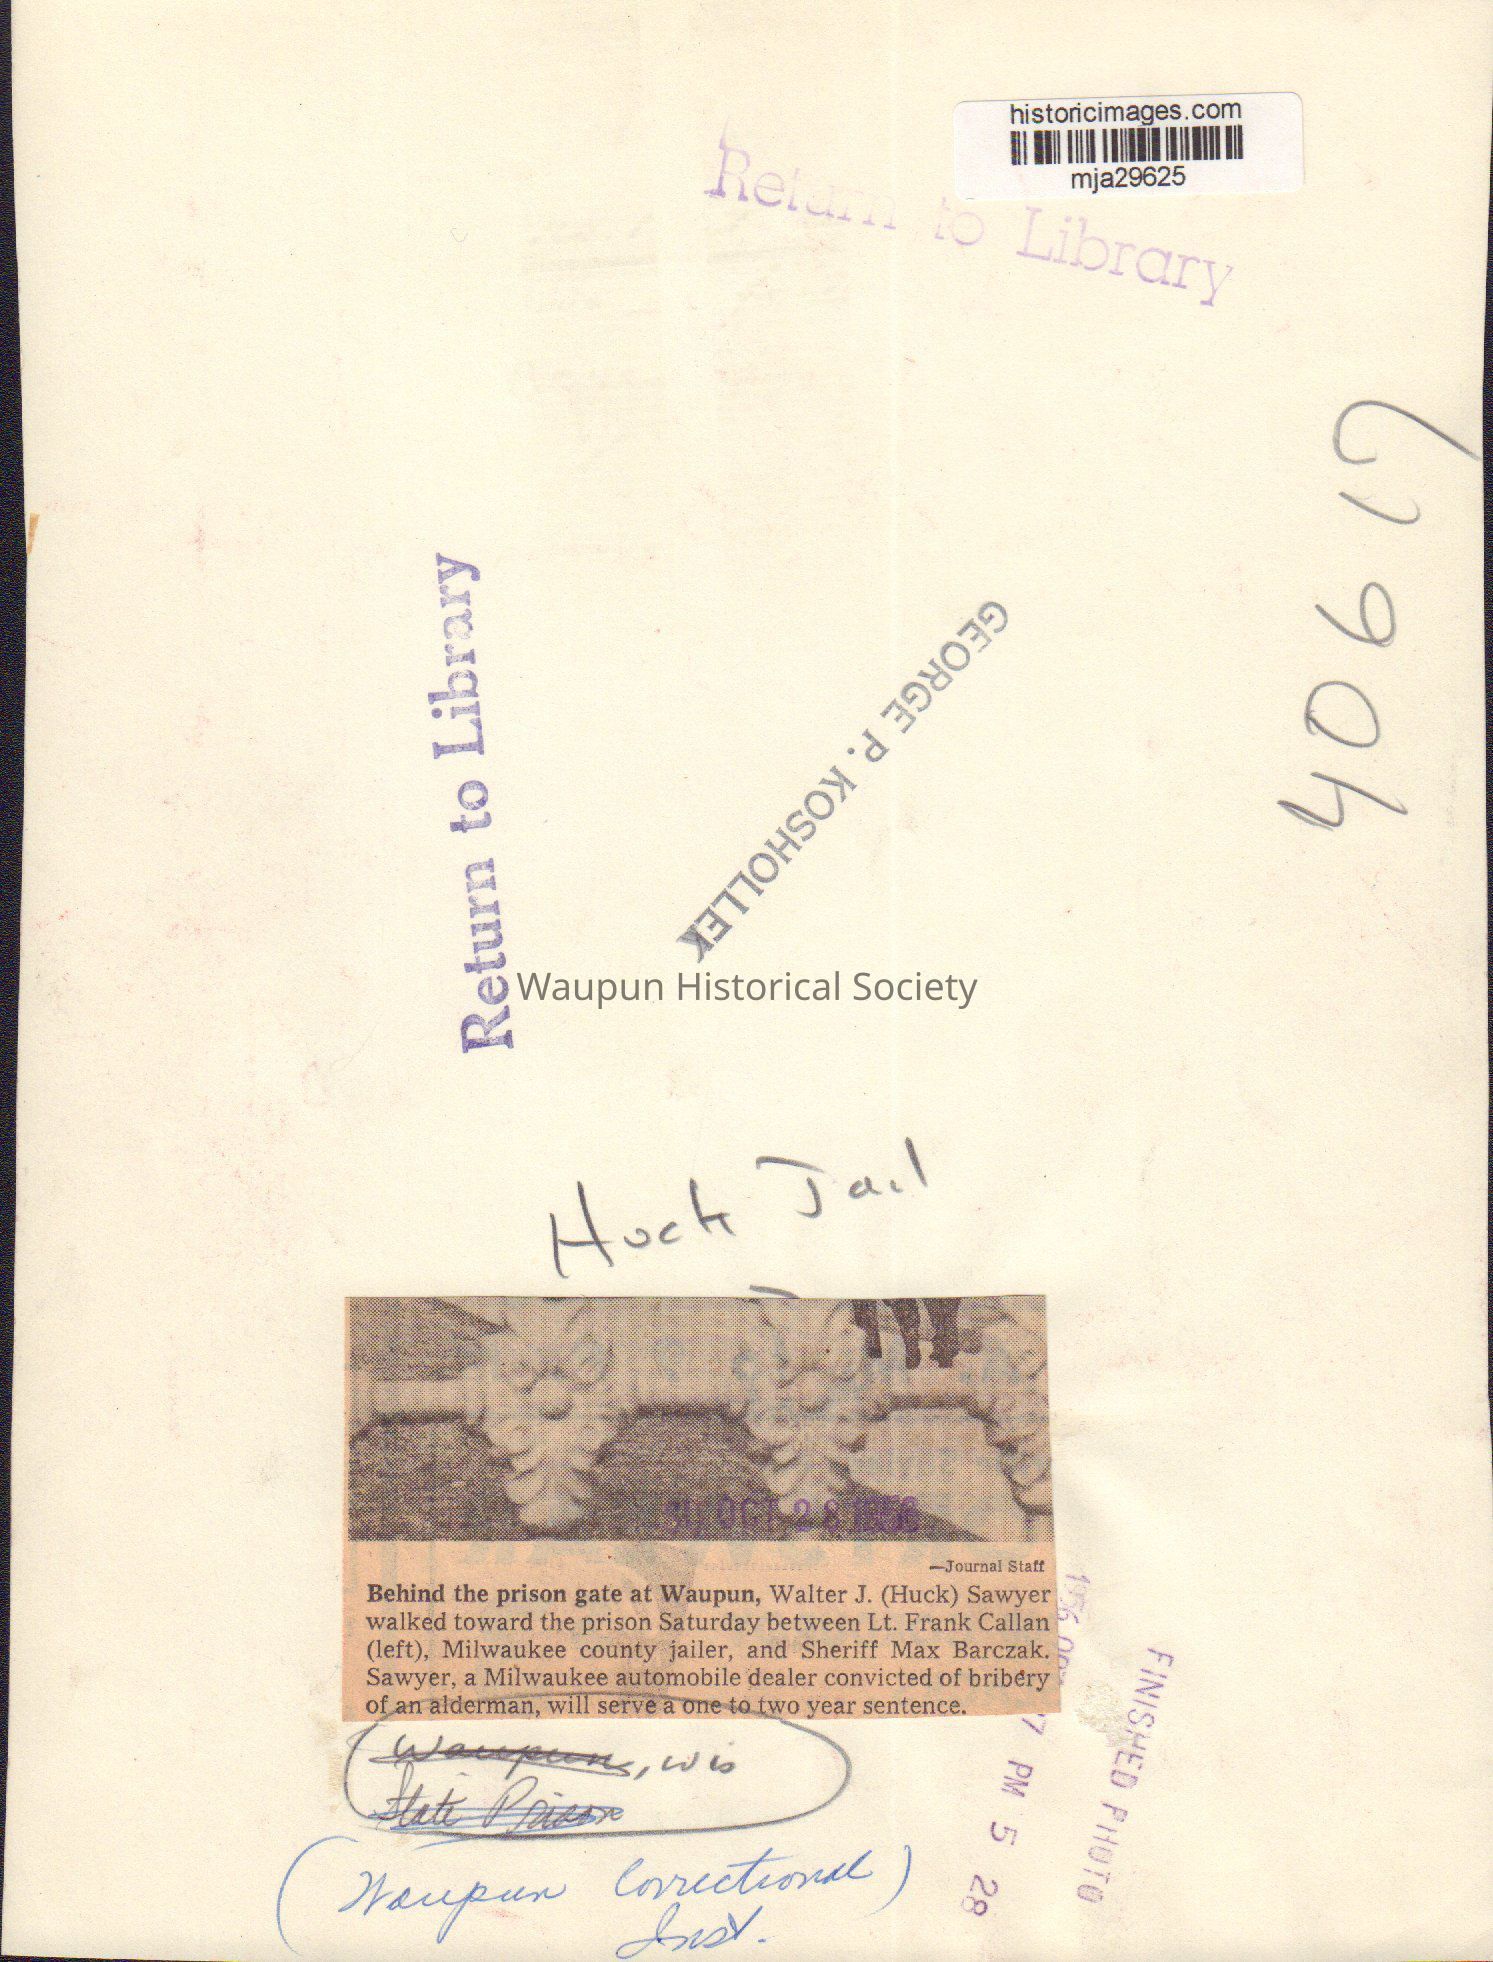 historicimages.com
mja29625
Return to Library
40617
Return to Library
GEORGE P. KOSHOLLEK
Waupun Historical Society
Huck Jail
OCT 28 1956
—Journal Staff
Behind the prison gate at Waupun, Walter J. (Huck) Sawyer
walked toward the prison Saturday between Lt. Frank Callan
(left), Milwaukee county jailer, and Sheriff Max Barczak.
Sawyer, a Milwaukee automobile dealer convicted of bribery
of an alderman, will serve a one to two year sentence.
1956 OCT 27 PM 5 28
FINISHED PHOTO
Waupun, Wis
State Prison
(Waupun Correctional)
Inst.